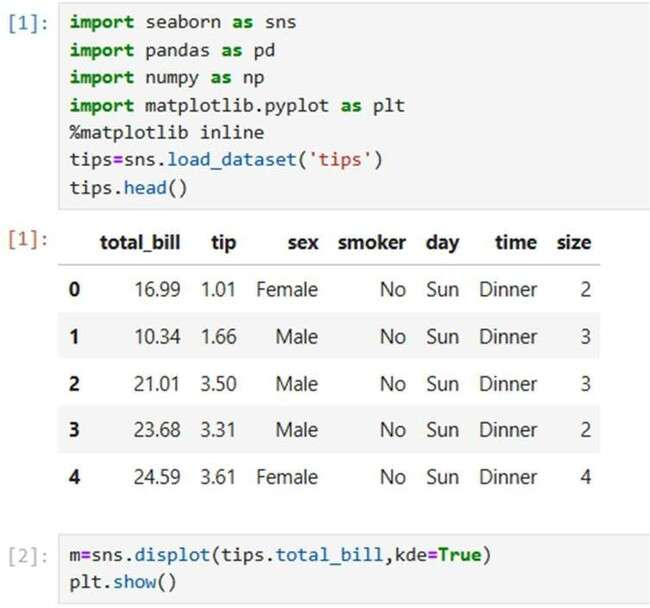 [1]: import seaborn as sns
import pandas as pd
import numpy as np
import matplotlib.pyplot as plt
%matplotlib inline
tips=sns.load_dataset('tips')
tips.head()
[1]: total_bill tip sex smoker day time size
0 16.99 1.01 Female No Sun Dinner 2
1 10.34 1.66 Male No Sun Dinner 3
2 21.01 3.50 Male No Sun Dinner 3
3 23.68 3.31 Male No Sun Dinner 2
4 24.59 3.61 Female No Sun Dinner 4
[2]: m=sns.displot(tips.total_bill,kde=True)
plt.show()